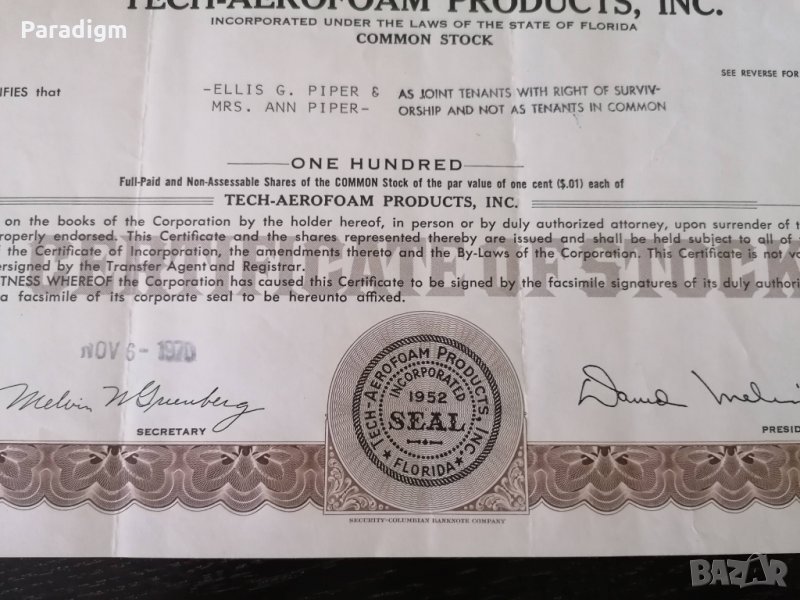 Paradigm
TECH-AEROFOAM PRODUCTS, INC.
INCORPORATED UNDER THE LAWS OF THE STATE OF FLORIDA
COMMON STOCK
SEE REVERSE FOR
IFIES that
-ELLIS G. PIPER &
MRS. ANN PIPER-
AS JOINT TENANTS WITH RIGHT OF SURVIV-
ORSHIP AND NOT AS TENANTS IN COMMON
ONE HUNDRED
Full-Paid and Non-Assessable Shares of the COMMON Stock of the par value of one cent ($.01) each of
TECH-AEROFOAM PRODUCTS, INC.
on the books of the Corporation by the holder hereof, in person or by duly authorized attorney, upon surrender of t
roperly endorsed. This Certificate and the shares represented thereby are issued and shall be held subject to all of
f the Certificate of Incorporation, the amendments thereto and the By-Laws of the Corporation. This Certificate is not va
ersigned by the Transfer Agent and Registrar.
TNESS WHEREOF the Corporation has caused this Certificate to be signed by the facsimile signatures of its duly authori
a facsimile of its corporate seal to be hereunto affixed.
CERTIFICATE OF STOCK
NOV 6 - 1970
Melvin W Greenberg
SECRETARY
TECH-AEROFOAM PRODUCTS, INC.
INCORPORATED
1952
SEAL
FLORIDA
David
PRESID
SECURITY-COLUMBIAN BANKNOTE COMPANY
BAZAR